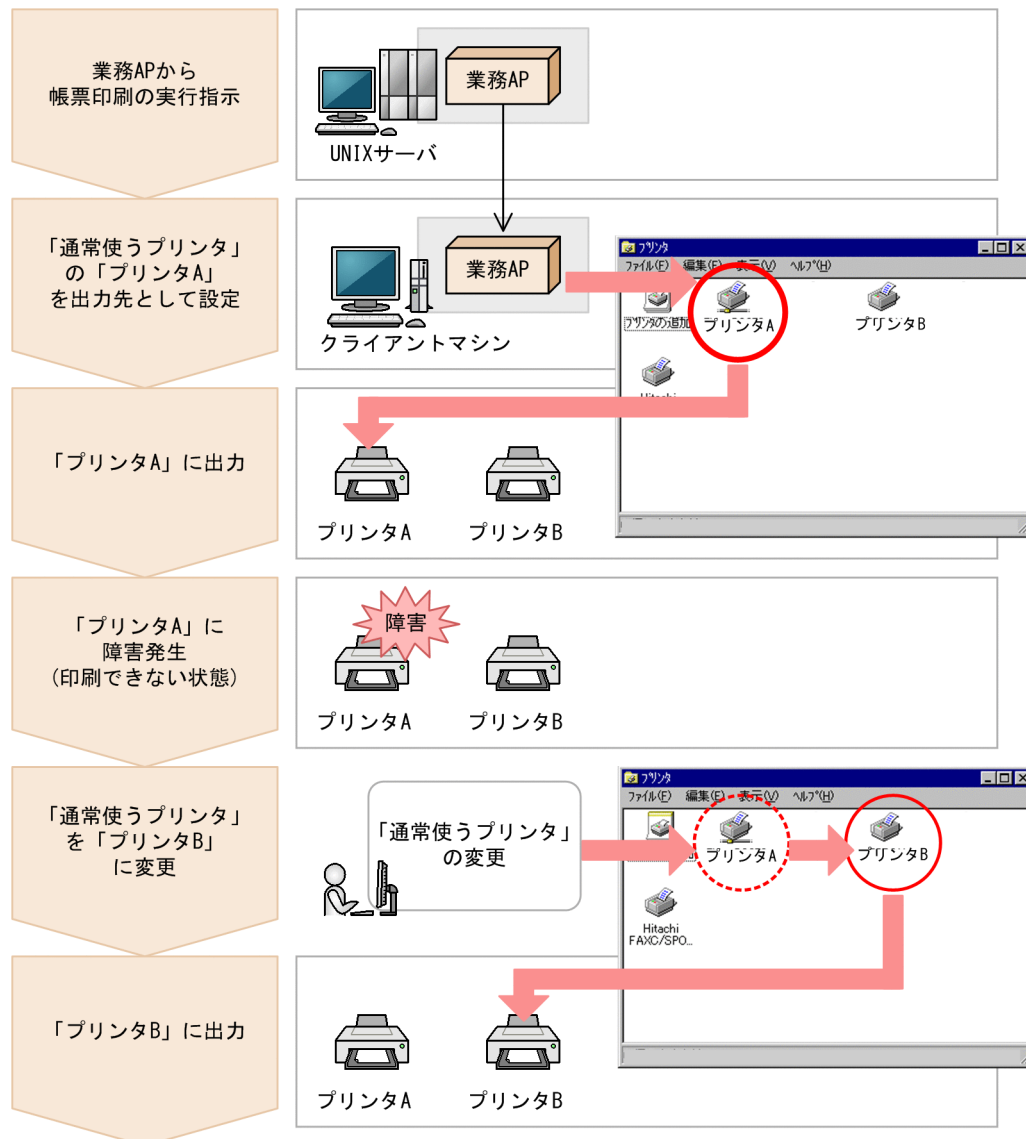 業務APから
帳票印刷の実行指示
業務AP
UNIXサーバ
「通常使うプリンタ」
の「プリンタA」
を出力先として設定
業務AP
クライアントマシン
プリンタ
ファイル(F) 編集(E) 表示(V) ヘルプ(H)
プリンタの追加
プリンタA
プリンタB
「プリンタA」に出力
プリンタA
プリンタB
「プリンタA」に
障害発生
(印刷できない状態)
障害
プリンタA
プリンタB
「通常使うプリンタ」
を「プリンタB」
に変更
「通常使うプリンタ」
の変更
プリンタ
ファイル(F) 編集(E) 表示(V) ヘルプ(H)
プリンタA
プリンタB
Hitachi
FAXC/SPO...
「プリンタB」に出力
プリンタA
プリンタB